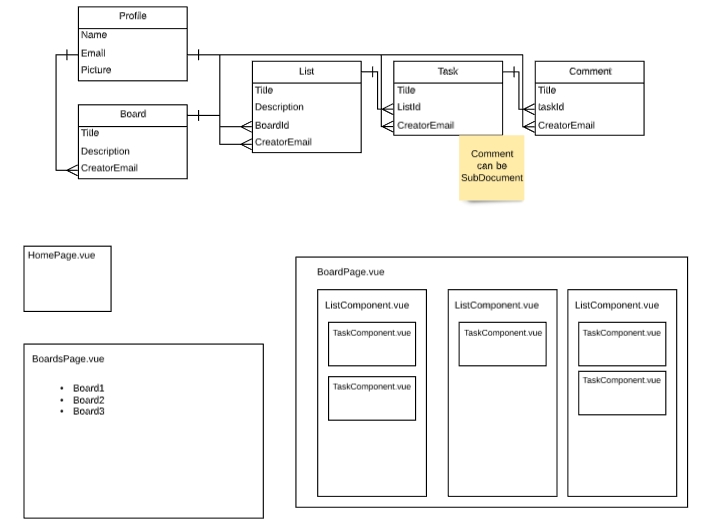 Profile
Name
Email
Picture
Board
Title
Description
CreatorEmail
List
Title
Description
BoardId
CreatorEmail
Task
Title
ListId
CreatorEmail
Comment
Title
taskId
CreatorEmail
Comment
can be
SubDocument
HomePage.vue
BoardsPage.vue
• Board1
• Board2
• Board3
BoardPage.vue
ListComponent.vue
TaskComponent.vue
TaskComponent.vue
ListComponent.vue
TaskComponent.vue
ListComponent.vue
TaskComponent.vue
TaskComponent.vue